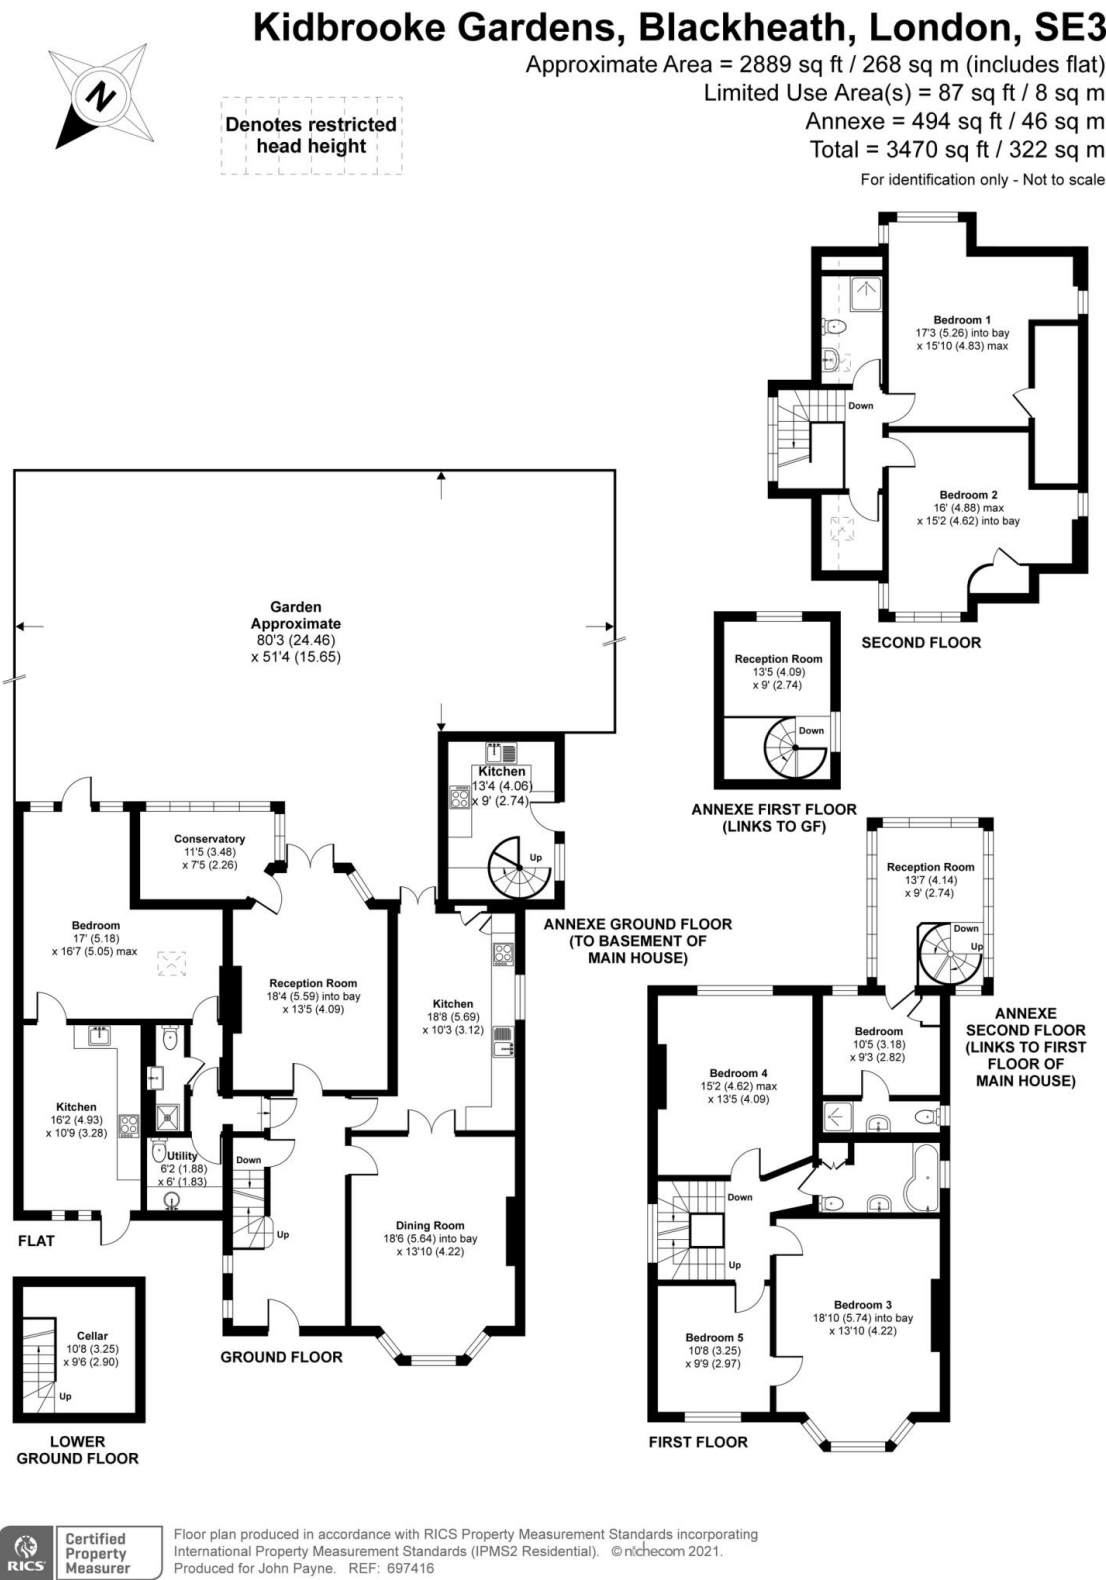 Kidbrooke Gardens, Blackheath, London, SE3
Approximate Area = 2889 sq ft / 268 sq m (includes flat)
Limited Use Area(s) = 87 sq ft / 8 sq m
Annexe = 494 sq ft / 46 sq m
Total = 3470 sq ft / 322 sq m
For identification only - Not to scale
N
Denotes restricted
head height
Bedroom 1
17'3 (5.26) into bay
x 15'10 (4.83) max
Down
Bedroom 2
16' (4.88) max
x 15'2 (4.62) into bay
SECOND FLOOR
Garden
Approximate
80'3 (24.46)
x 51'4 (15.65)
Reception Room
13'5 (4.09)
x 9' (2.74)
Down
ANNEXE FIRST FLOOR
(LINKS TO GF)
Kitchen
13'4 (4.06)
x 9' (2.74)
Up
ANNEXE GROUND FLOOR
(TO BASEMENT OF
MAIN HOUSE)
Conservatory
11'5 (3.48)
x 7'5 (2.26)
Bedroom
17' (5.18)
x 16'7 (5.05) max
Reception Room
18'4 (5.59) into bay
x 13'5 (4.09)
Kitchen
18'8 (5.69)
x 10'3 (3.12)
Kitchen
16'2 (4.93)
x 10'9 (3.28)
Utility
6'2 (1.88)
x 6' (1.83)
Down
Up
Dining Room
18'6 (5.64) into bay
x 13'10 (4.22)
FLAT
GROUND FLOOR
Cellar
10'8 (3.25)
x 9'6 (2.90)
Up
LOWER
GROUND FLOOR
Reception Room
13'7 (4.14)
x 9' (2.74)
Down
Up
ANNEXE
SECOND FLOOR
(LINKS TO FIRST
FLOOR OF
MAIN HOUSE)
Bedroom
10'5 (3.18)
x 9'3 (2.82)
Bedroom 4
15'2 (4.62) max
x 13'5 (4.09)
Down
Up
Bedroom 3
18'10 (5.74) into bay
x 13'10 (4.22)
Bedroom 5
10'8 (3.25)
x 9'9 (2.97)
FIRST FLOOR
RICS
Certified
Property
Measurer
Floor plan produced in accordance with RICS Property Measurement Standards incorporating
International Property Measurement Standards (IPMS2 Residential). © nichecom 2021.
Produced for John Payne. REF: 697416